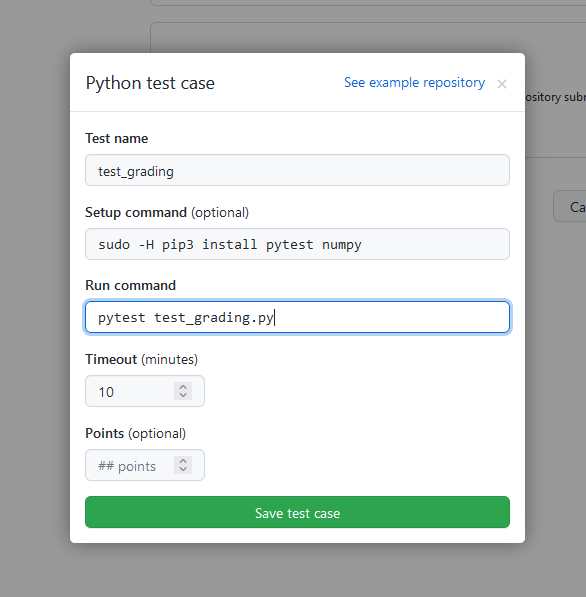 Python test case
See example repository ×
ository subm
Test name
test_grading
Setup command (optional)
sudo -H pip3 install pytest numpy
Ca
Run command
pytest test_grading.py
Timeout (minutes)
10
Points (optional)
## points
Save test case